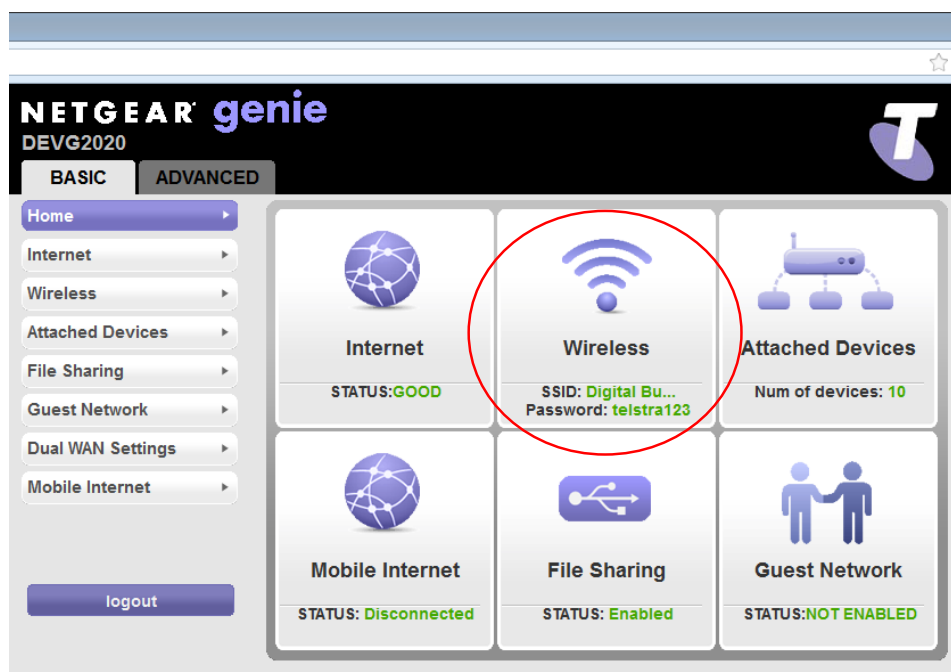 NETGEAR genie
DEVG2020
BASIC ADVANCED
Home
Internet
Wireless
Attached Devices
File Sharing
Guest Network
Dual WAN Settings
Mobile Internet
logout
Internet
STATUS:GOOD
Wireless
SSID: Digital Bu...
Password: telstra123
Attached Devices
Num of devices: 10
Mobile Internet
STATUS: Disconnected
File Sharing
STATUS: Enabled
Guest Network
STATUS:NOT ENABLED